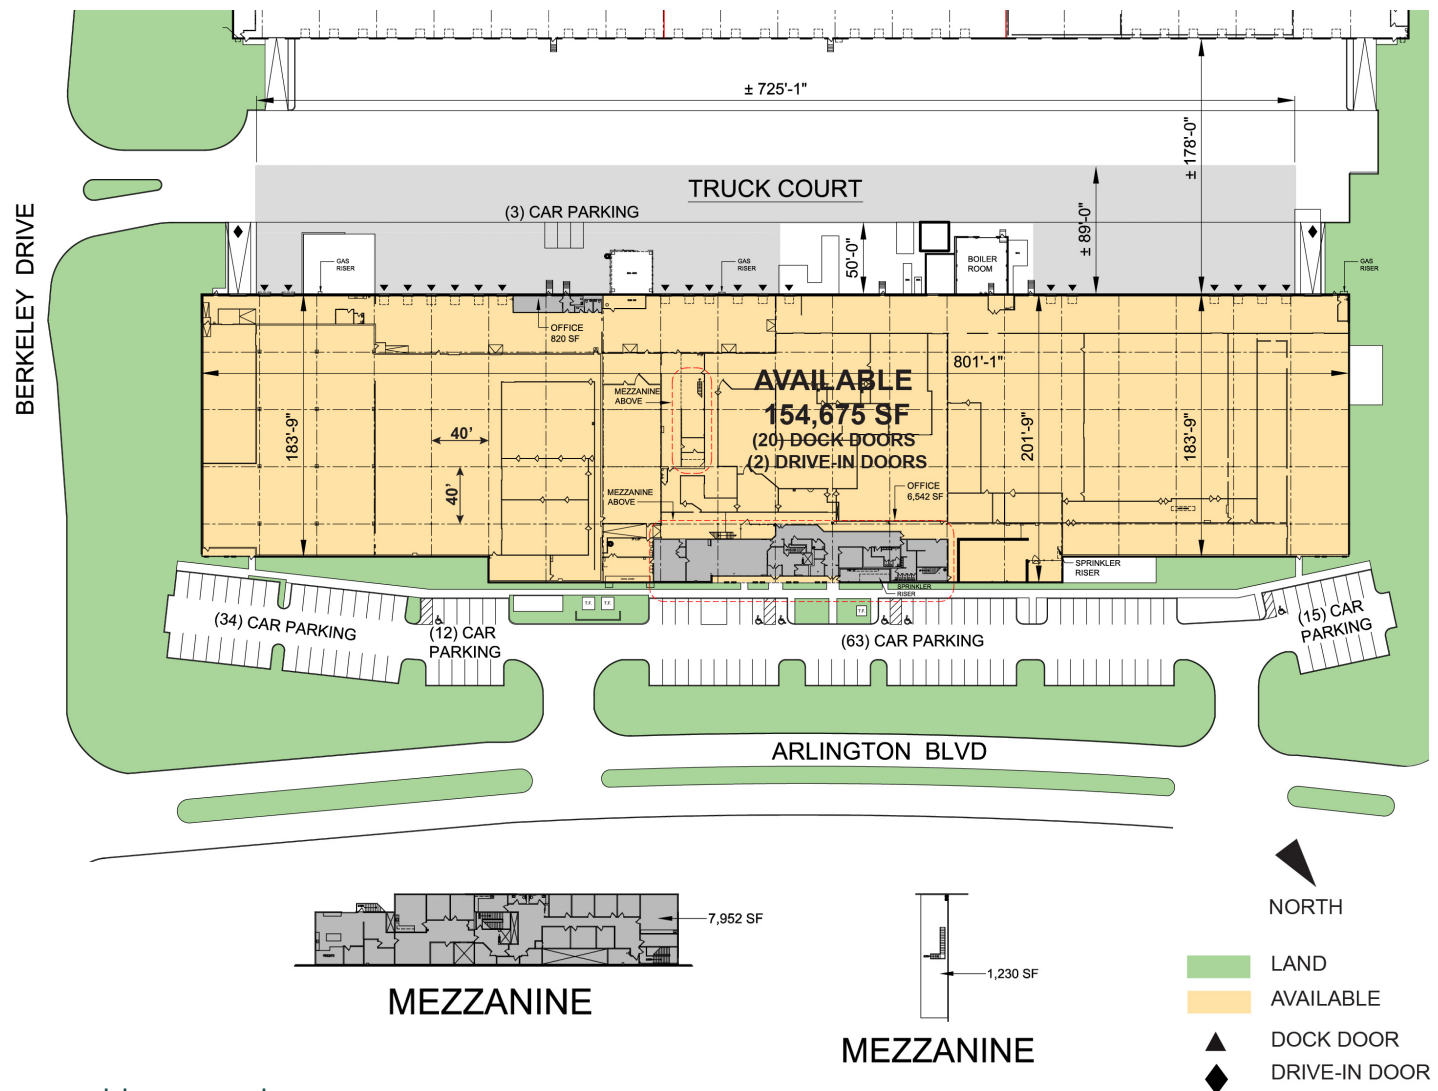 ± 725'-1"
± 178'-0"
TRUCK COURT
(3) CAR PARKING
± 89'-0"
50'-0"
BERKELEY DRIVE
GAS
RISER
GAS
RISER
BOILER
ROOM
GAS
RISER
OFFICE
820 SF
801'-1"
MEZZANINE
ABOVE
AVAILABLE
154,675 SF
(20) DOCK DOORS
(2) DRIVE-IN DOORS
183'-9"
40'
40'
201'-9"
183'-9"
MEZZANINE
ABOVE
OFFICE
6,542 SF
SPRINKLER
RISER
SPRINKLER
RISER
T.F.
T.F.
T.F.
(34) CAR PARKING
(12) CAR
PARKING
(63) CAR PARKING
(15) CAR
PARKING
ARLINGTON BLVD
NORTH
7,952 SF
MEZZANINE
1,230 SF
MEZZANINE
LAND
AVAILABLE
DOCK DOOR
DRIVE-IN DOOR